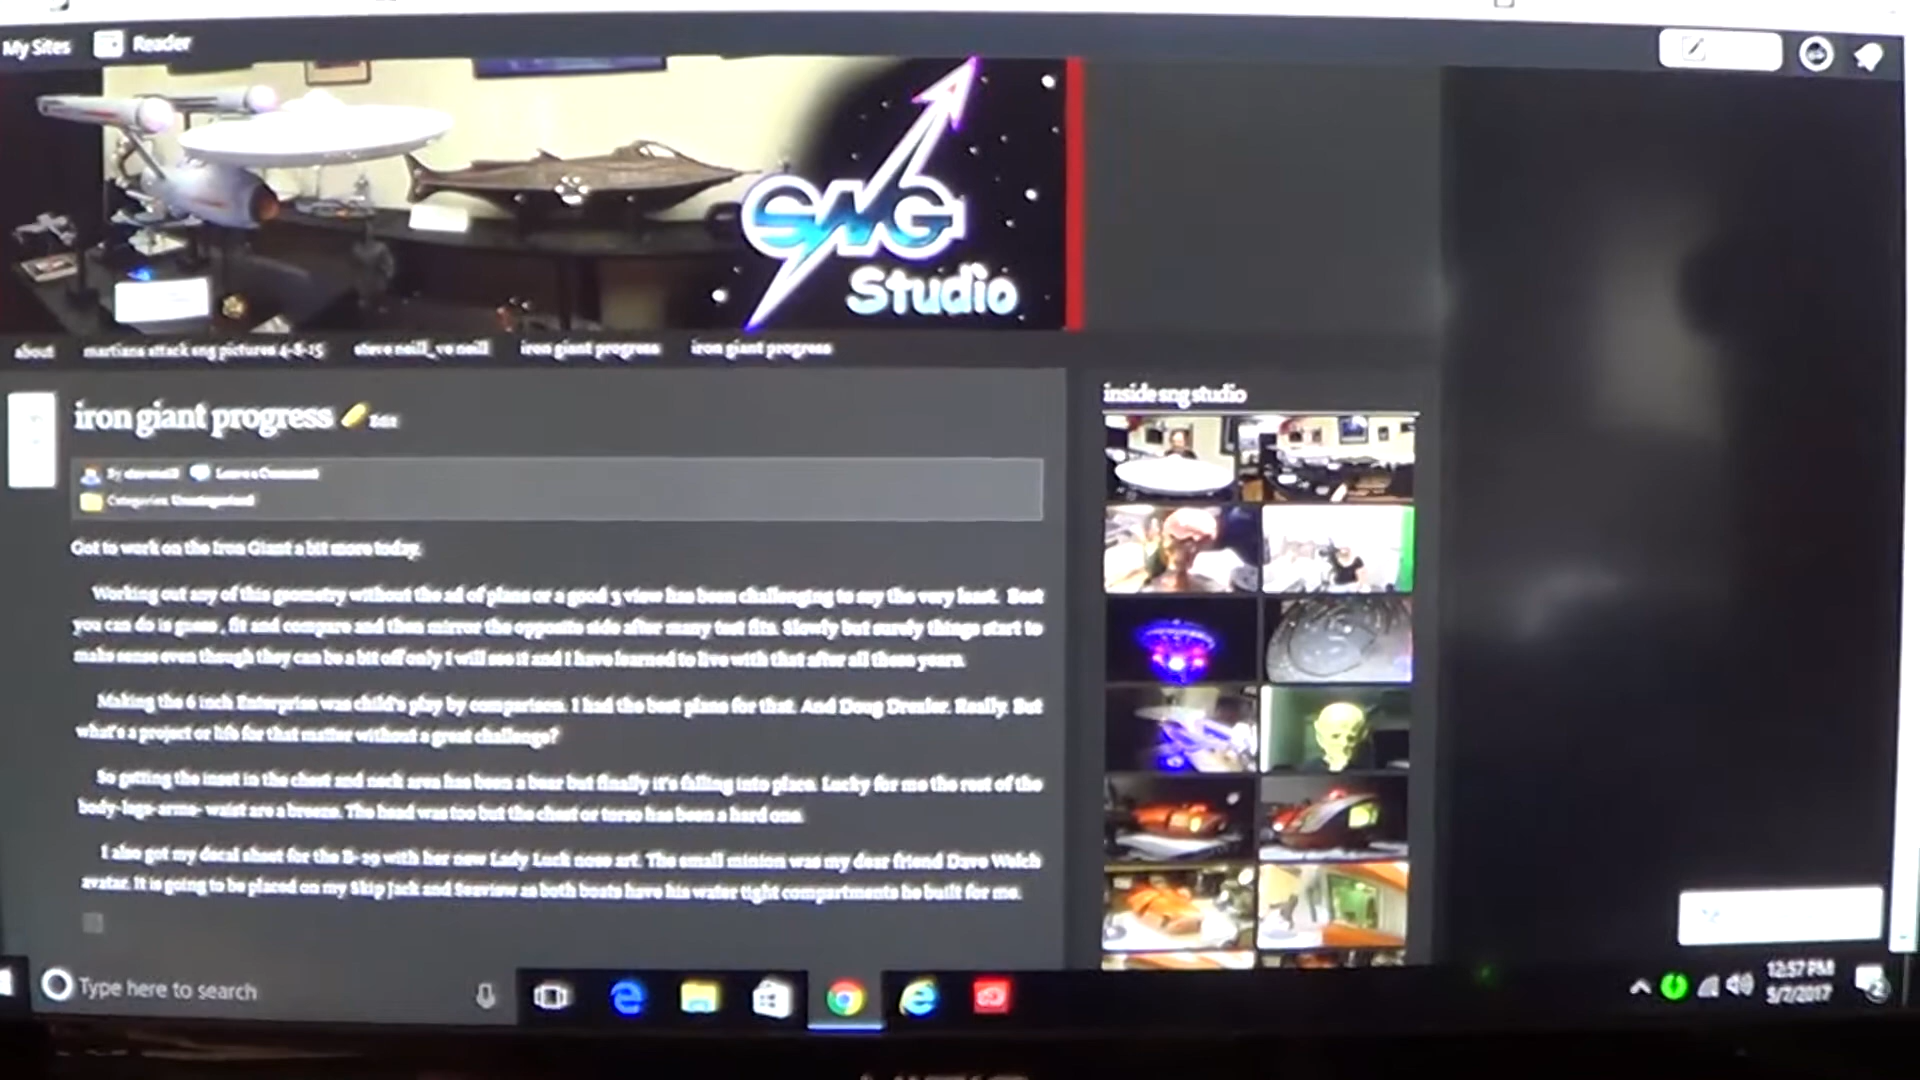 My Sites Reader
SNG
Studio
about martians attack sng pictures 4-8-15 steve neill_ve neill iron giant progress iron giant progress
iron giant progress Edit
inside sng studio
By steveneill Leave a Comment
Categories: Uncategorized
Got to work on the Iron Giant a bit more today.
Working out any of this geometry without the ad of plans or a good 3 view has been challenging to say the very least. Best
you can do is guess , fit and compare and then mirror the opposite side after many test fits. Slowly but surely things start to
make sense even though they can be a bit off only I will see it and I have learned to live with that after all these years.
Making the 6 inch Enterprise was child's play by comparison. I had the best plans for that. And Doug Drexler. Really. But
what's a project or life for that matter without a great challenge?
So getting the inset in the chest and neck area has been a bear but finally it's falling into place. Lucky for me the rest of the
body-legs-arms- waist are a breeze. The head was too but the chest or torso has been a hard one.
I also got my decal sheet for the B-29 with her new Lady Luck nose art. The small minion was my dear friend Dave Welch
avatar. It is going to be placed on my Skip Jack and Seaview as both boats have his water tight compartments he built for me.
Type here to search
12:57 PM
5/7/2017
2